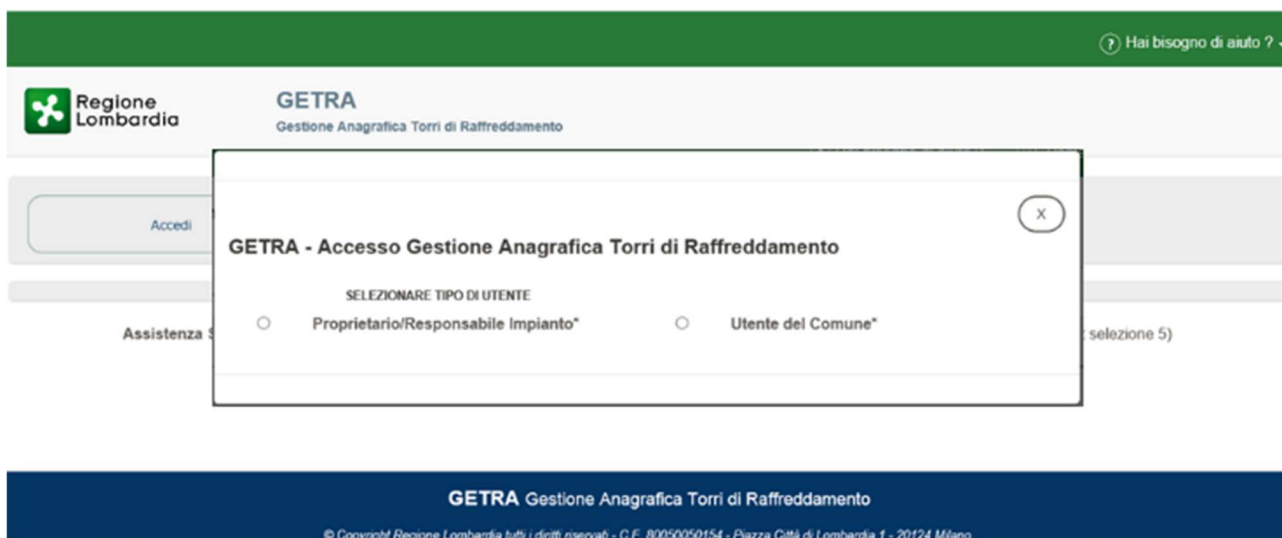 Hai bisogno di aiuto ?
Regione
Lombardia
GETRA
Gestione Anagrafica Torri di Raffreddamento
Accedi
X
GETRA - Accesso Gestione Anagrafica Torri di Raffreddamento
SELEZIONARE TIPO DI UTENTE
Proprietario/Responsabile Impianto* Utente del Comune*
Assistenza selezione 5)
GETRA Gestione Anagrafica Torri di Raffreddamento
© Copyright Regione Lombardia tutti i diritti riservati - C.F. 80050050154 - Piazza Città di Lombardia 1 - 20124 Milano